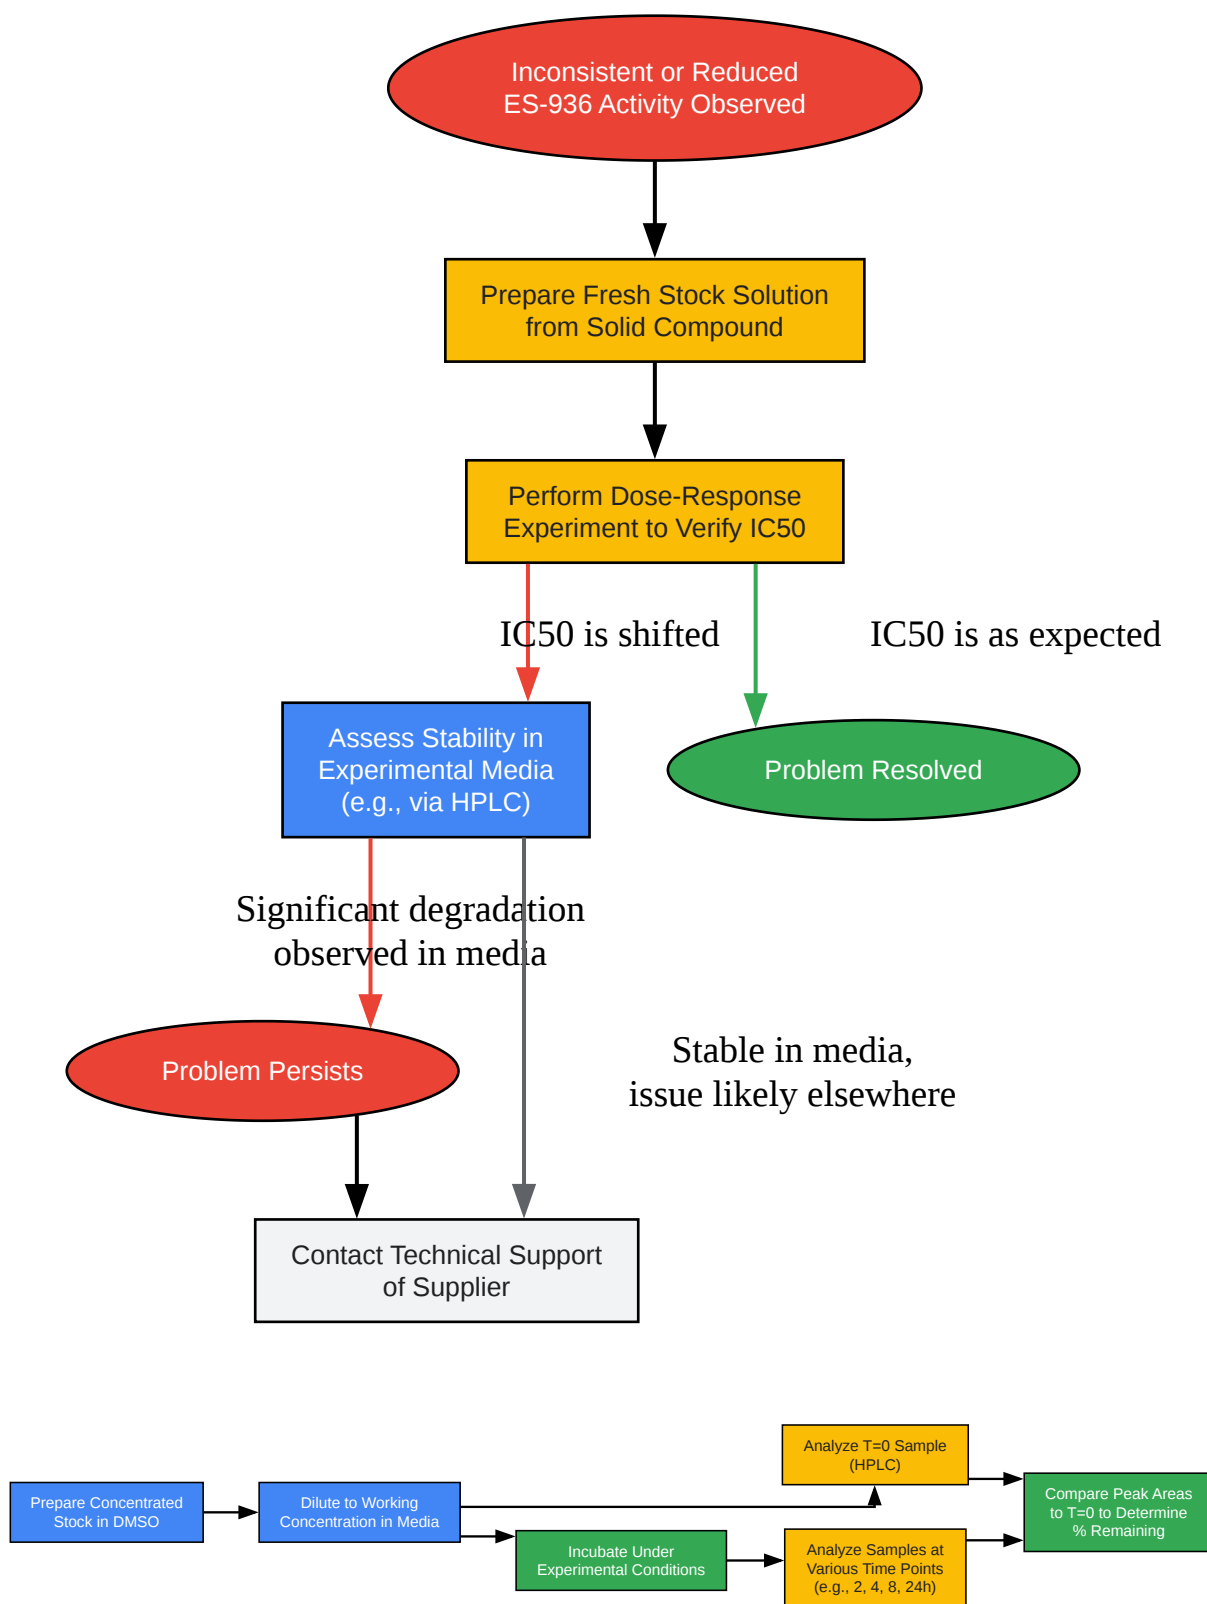 Inconsistent or Reduced
ES-936 Activity Observed
Prepare Fresh Stock Solution
from Solid Compound
Perform Dose-Response
Experiment to Verify IC50
IC50 is shifted
IC50 is as expected
Assess Stability in
Experimental Media
(e.g., via HPLC)
Problem Resolved
Significant degradation
observed in media
Problem Persists
Stable in media,
issue likely elsewhere
Contact Technical Support
of Supplier
Prepare Concentrated
Stock in DMSO
Dilute to Working
Concentration in Media
Analyze T=0 Sample
(HPLC)
Incubate Under
Experimental Conditions
Analyze Samples at
Various Time Points
(e.g., 2, 4, 8, 24h)
Compare Peak Areas
to T=0 to Determine
% Remaining